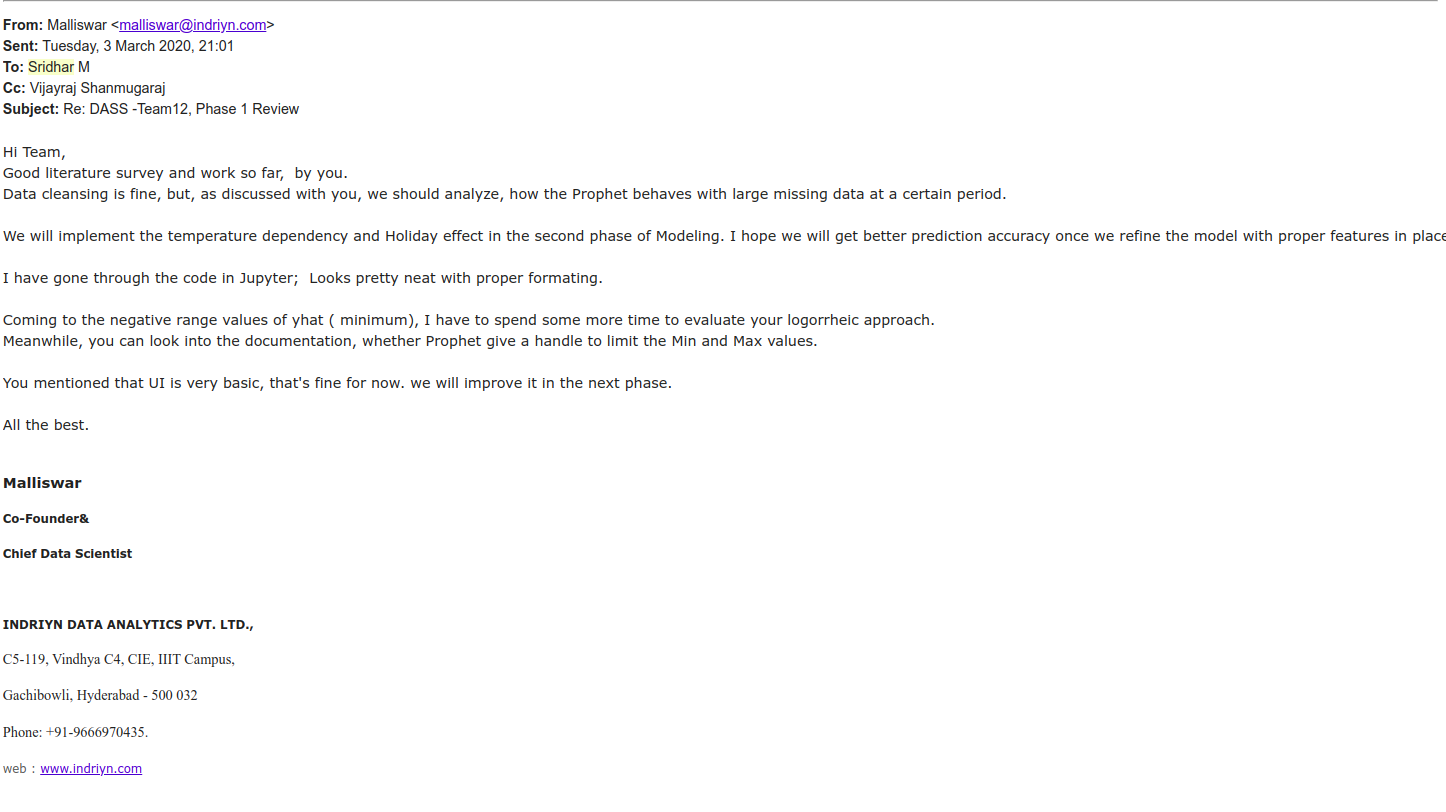 From: Malliswar <malliswar@indriyn.com>
Sent: Tuesday, 3 March 2020, 21:01
To: Sridhar M
Cc: Vijayraj Shanmugaraj
Subject: Re: DASS -Team12, Phase 1 Review
Hi Team,
Good literature survey and work so far,  by you.
Data cleansing is fine, but, as discussed with you, we should analyze, how the Prophet behaves with large missing data at a certain period.
We will implement the temperature dependency and Holiday effect in the second phase of Modeling. I hope we will get better prediction accuracy once we refine the model with proper features in place
I have gone through the code in Jupyter;  Looks pretty neat with proper formating.
Coming to the negative range values of yhat ( minimum), I have to spend some more time to evaluate your logorrheic approach.
Meanwhile, you can look into the documentation, whether Prophet give a handle to limit the Min and Max values.
You mentioned that UI is very basic, that's fine for now. we will improve it in the next phase.
All the best.
Malliswar
Co-Founder&
Chief Data Scientist
INDRIYN DATA ANALYTICS PVT. LTD.,
C5-119, Vindhya C4, CIE, IIIT Campus,
Gachibowli, Hyderabad - 500 032
Phone: +91-9666970435.
web : www.indriyn.com